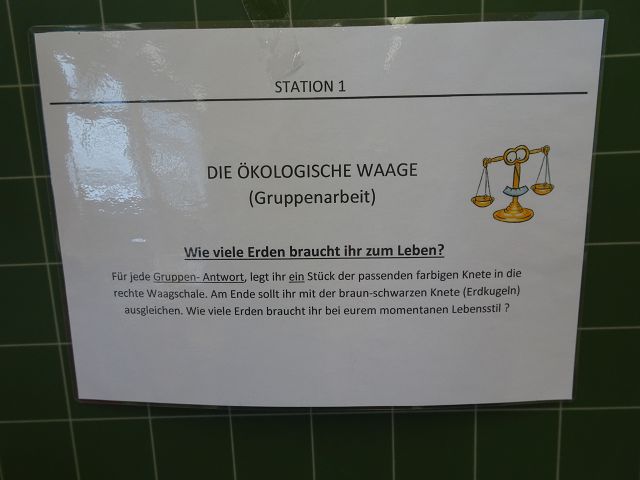 STATION 1
DIE ÖKOLOGISCHE WAAGE
(Gruppenarbeit)
Wie viele Erden braucht ihr zum Leben?
Für jede Gruppen- Antwort, legt ihr ein Stück der passenden farbigen Knete in die
rechte Waagschale. Am Ende sollt ihr mit der braun-schwarzen Knete (Erdkugeln)
ausgleichen. Wie viele Erden braucht ihr bei eurem momentanen Lebensstil ?